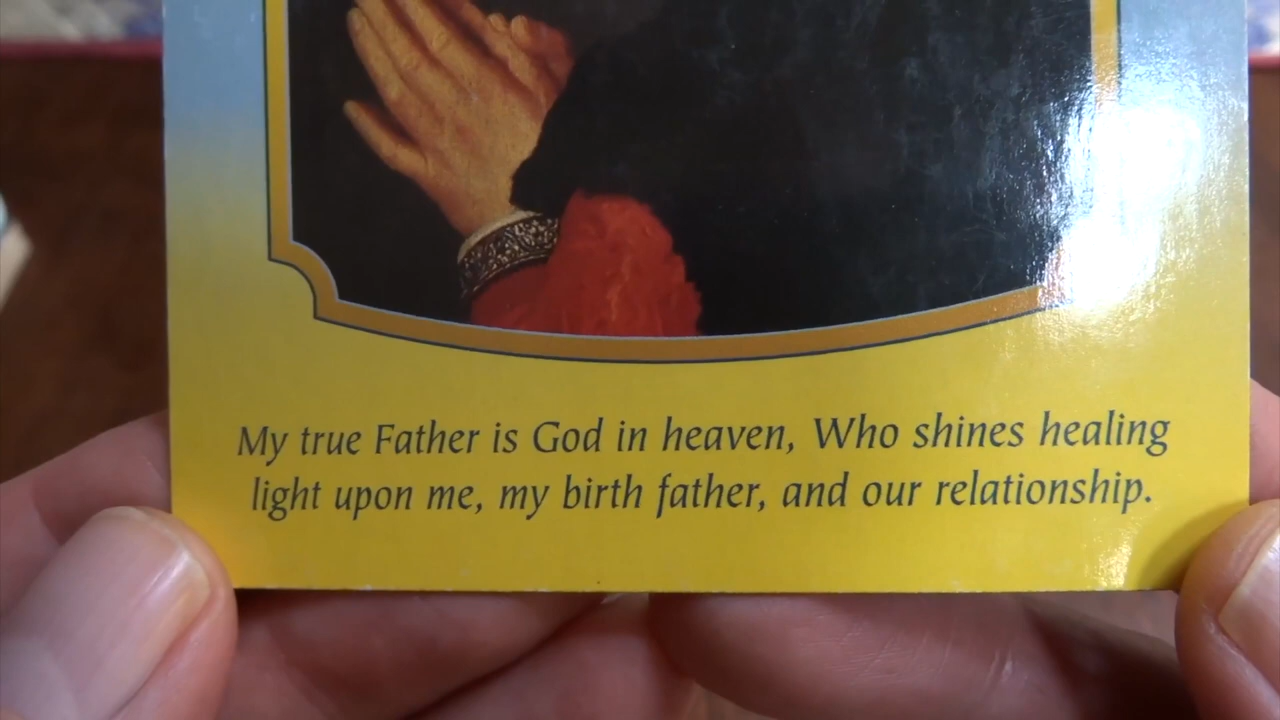 My true Father is God in heaven, Who shines healing
light upon me, my birth father, and our relationship.